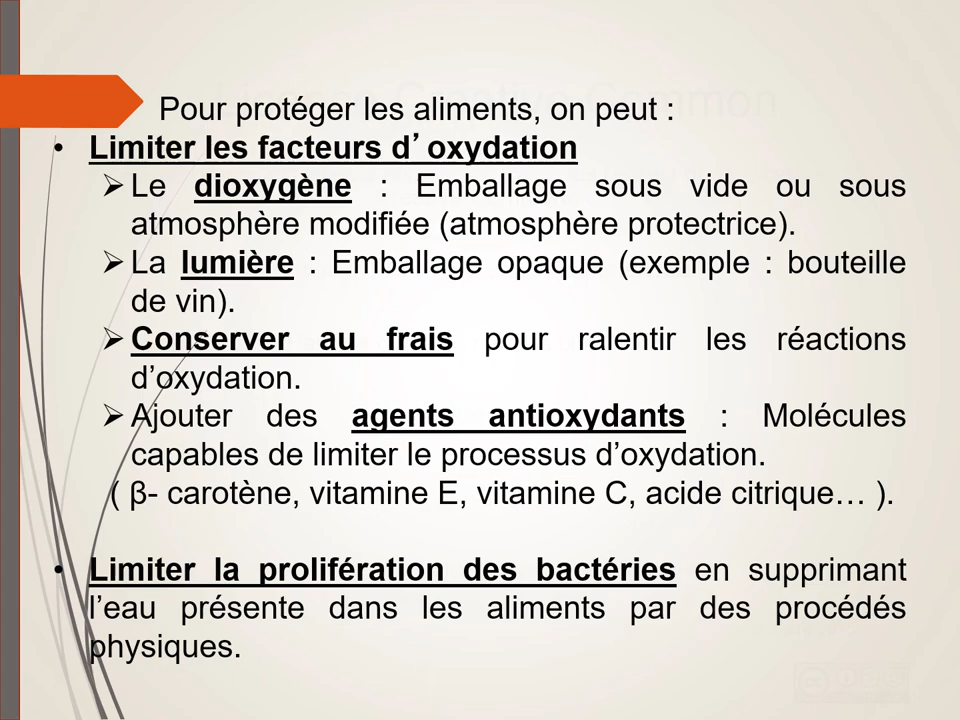 Pour protéger les aliments, on peut :
• Limiter les facteurs d’oxydation
➢ Le dioxygène : Emballage sous vide ou sous
atmosphère modifiée (atmosphère protectrice).
➢ La lumière : Emballage opaque (exemple : bouteille
de vin).
➢ Conserver au frais pour ralentir les réactions
d’oxydation.
➢ Ajouter des agents antioxydants : Molécules
capables de limiter le processus d’oxydation.
( β- carotène, vitamine E, vitamine C, acide citrique… ).
• Limiter la prolifération des bactéries en supprimant
l’eau présente dans les aliments par des procédés
physiques.